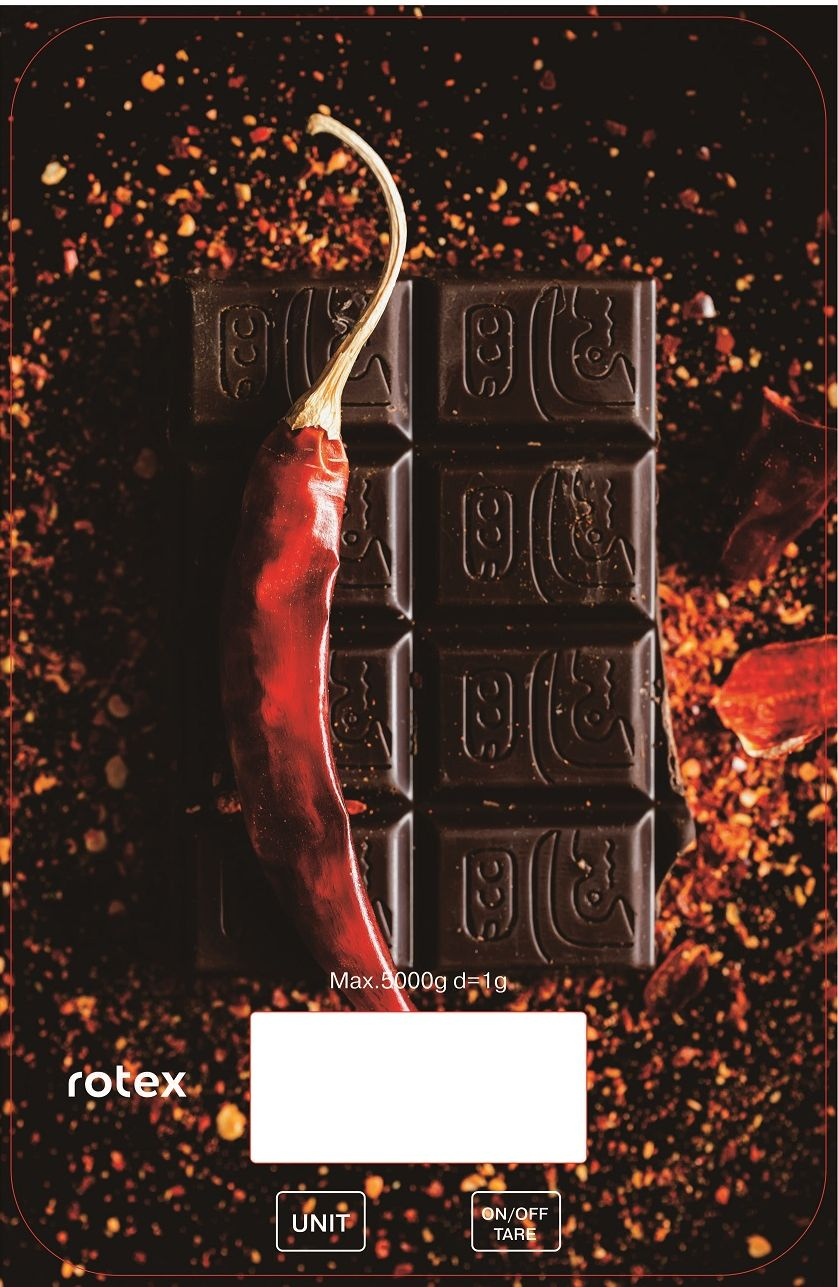 Max.5000g d=1g
rotex
UNIT
ON/OFF
TARE